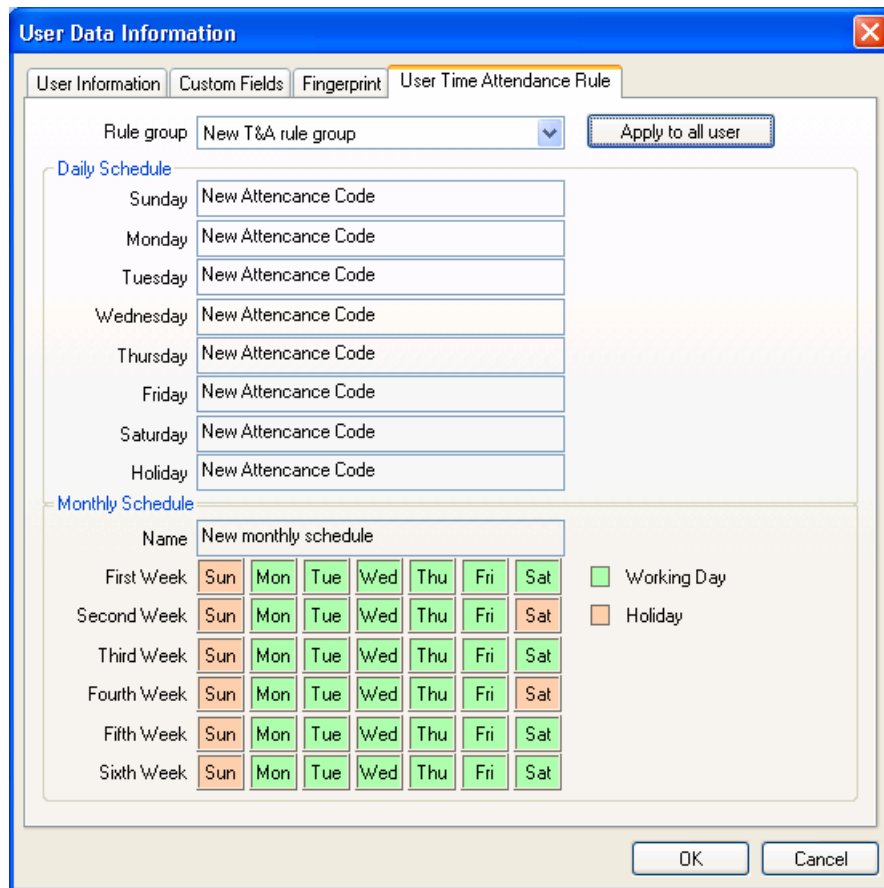 User Data Information
User Information Custom Fields Fingerprint User Time Attendance Rule
Rule group New T&A rule group Apply to all user
Daily Schedule
Sunday New Attencance Code
Monday New Attencance Code
Tuesday New Attencance Code
Wednesday New Attencance Code
Thursday New Attencance Code
Friday New Attencance Code
Saturday New Attencance Code
Holiday New Attencance Code
Monthly Schedule
Name New monthly schedule
First Week Sun Mon Tue Wed Thu Fri Sat Working Day
Second Week Sun Mon Tue Wed Thu Fri Sat Holiday
Third Week Sun Mon Tue Wed Thu Fri Sat
Fourth Week Sun Mon Tue Wed Thu Fri Sat
Fifth Week Sun Mon Tue Wed Thu Fri Sat
Sixth Week Sun Mon Tue Wed Thu Fri Sat
OK Cancel